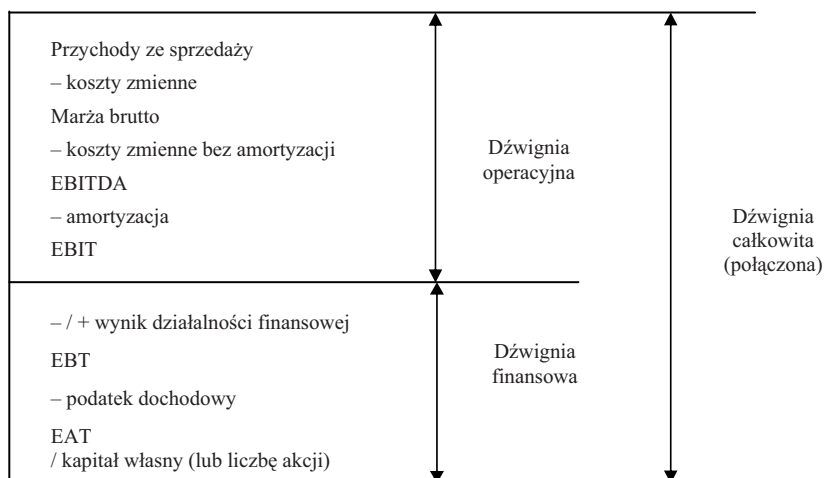 Przychody ze sprzedaży
– koszty zmienne
Marża brutto
– koszty zmienne bez amortyzacji
EBITDA
– amortyzacja
EBIT
Dźwignia
operacyjna
– / + wynik działalności finansowej
EBT
– podatek dochodowy
EAT
/ kapitał własny (lub liczbę akcji)
Dźwignia
finansowa
Dźwignia
całkowita
(połączona)